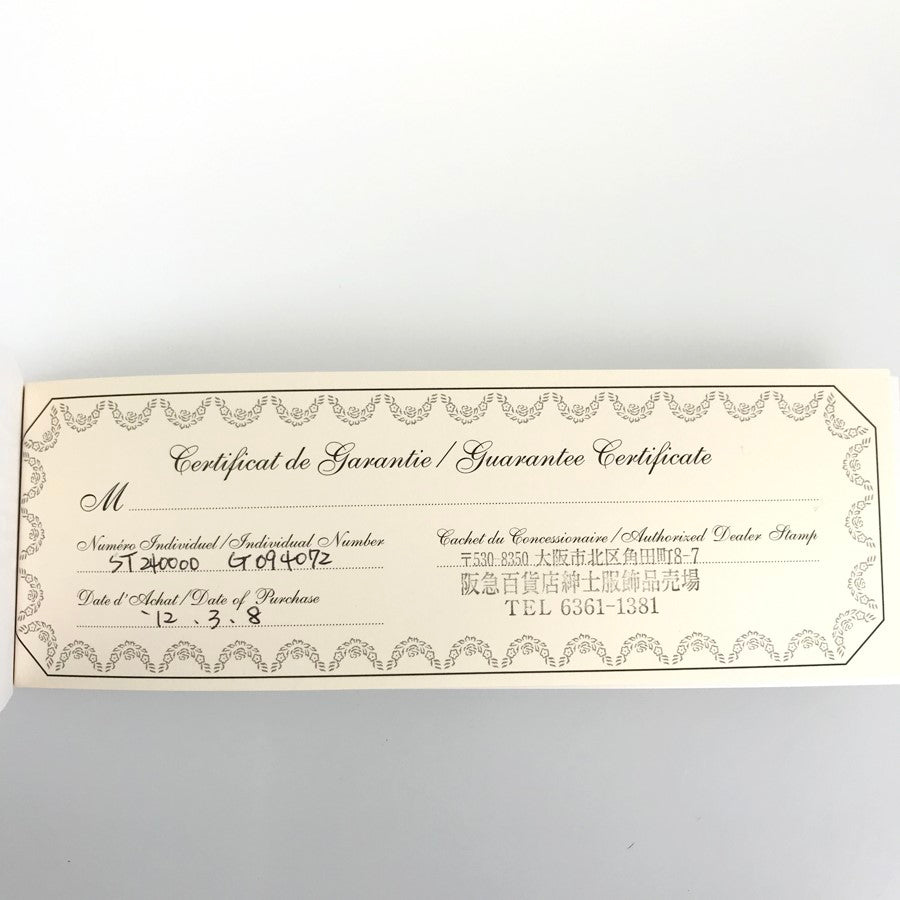 Certificat de Garantie / Guarantee Certificate
M
Numéro Individuel / Individual Number
ST240000 G094072
Date d'Achat / Date of Purchase
'12 . 3 . 8
Cachet du Concessionaire / Authorized Dealer Stamp
〒530-8350 大阪市北区角田町8-7
阪急百貨店紳士服飾品売場
TEL 6361-1381